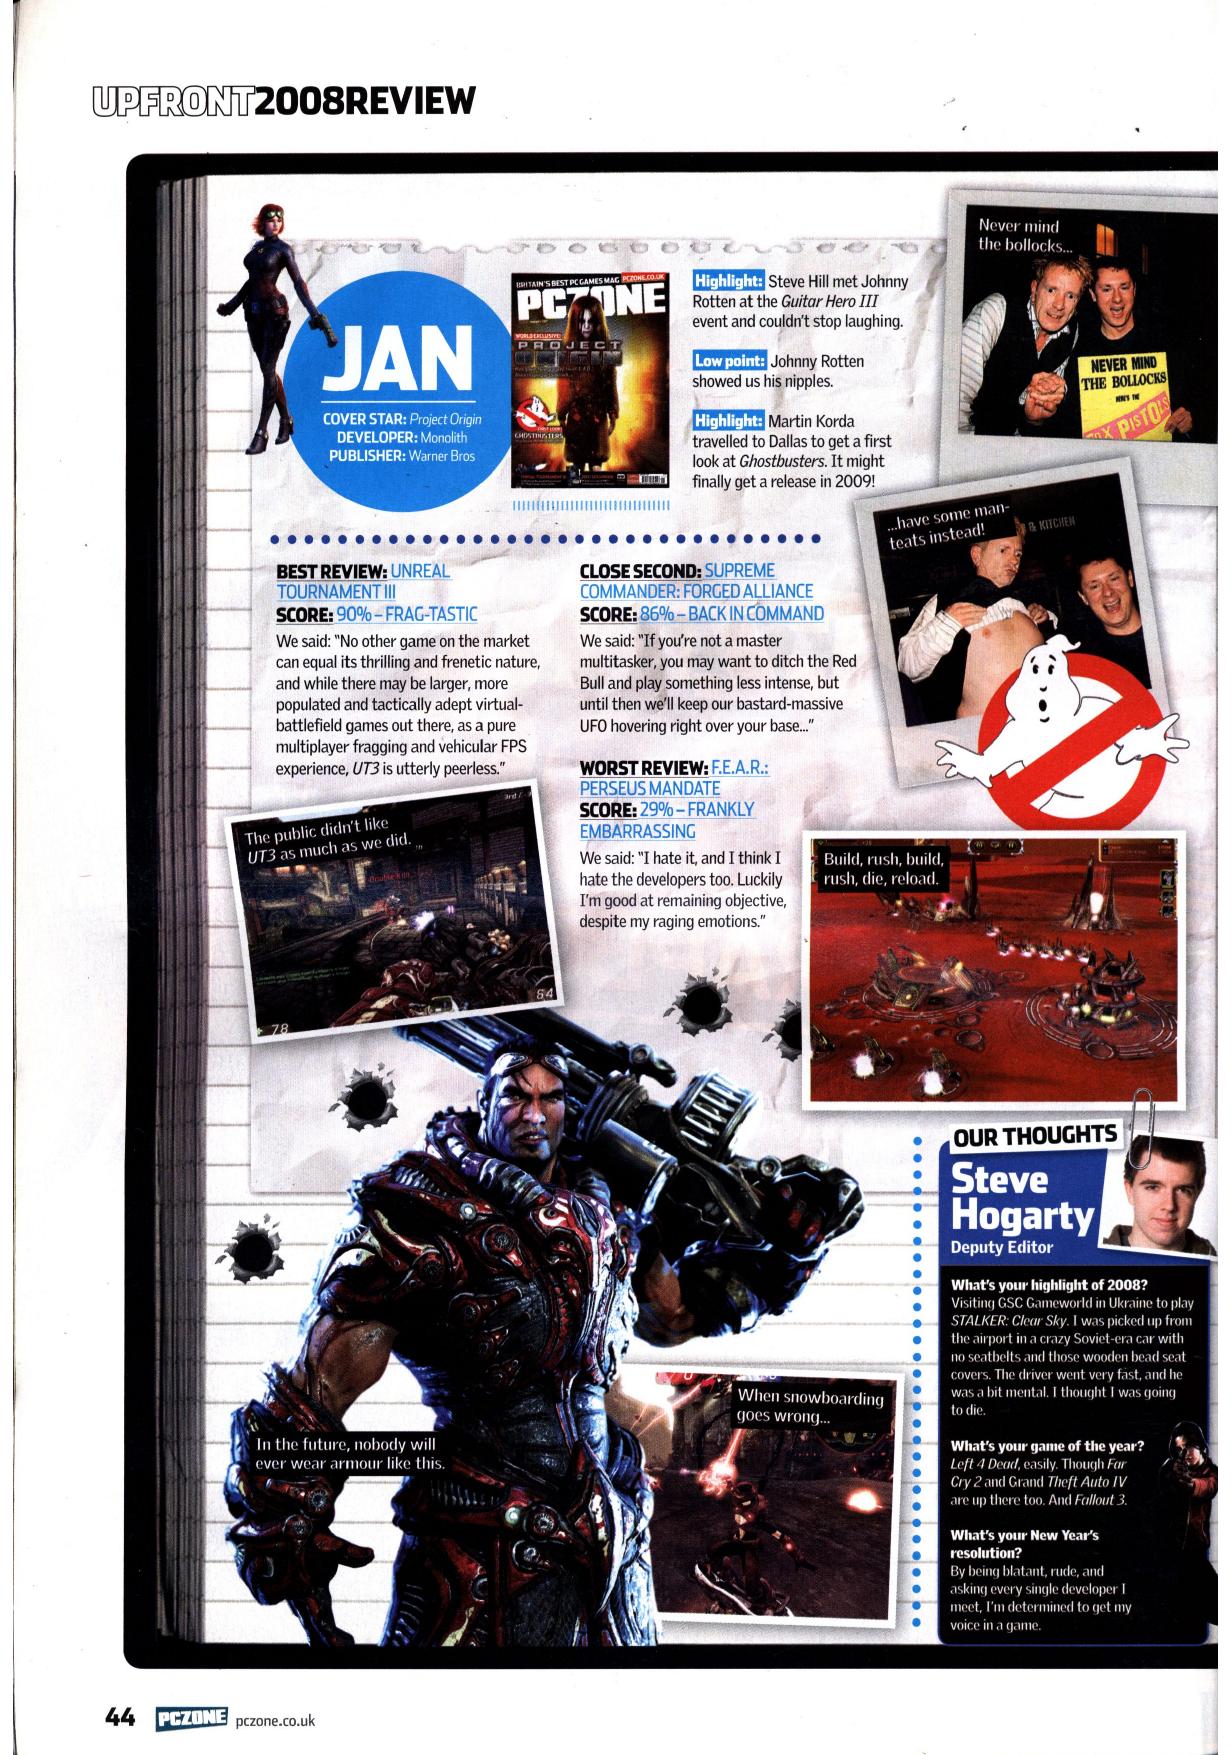 UPFRONT2008REVIEW
JAN
COVER STAR: Project Origin
DEVELOPER: Monolith
PUBLISHER: Warner Bros
BRITAIN'S BEST PC GAMES MAG PCZONE.CO.UK
PCZONE
WORLD EXCLUSIVE!
PROJECT
ORIGIN
FIRST LOOK!
GHOSTBUSTERS
Highlight: Steve Hill met Johnny
Rotten at the Guitar Hero III
event and couldn't stop laughing.
Low point: Johnny Rotten
showed us his nipples.
Highlight: Martin Korda
travelled to Dallas to get a first
look at Ghostbusters. It might
finally get a release in 2009!
Never mind
the bollocks...
NEVER MIND
THE BOLLOCKS
HERE'S THE
SEX PISTOLS
...have some man-
teats instead!
& KITCHEN
BEST REVIEW: UNREAL
TOURNAMENT III
SCORE: 90% – FRAG-TASTIC
We said: "No other game on the market
can equal its thrilling and frenetic nature,
and while there may be larger, more
populated and tactically adept virtual-
battlefield games out there, as a pure
multiplayer fragging and vehicular FPS
experience, UT3 is utterly peerless."
CLOSE SECOND: SUPREME
COMMANDER: FORGED ALLIANCE
SCORE: 86% – BACK IN COMMAND
We said: "If you're not a master
multitasker, you may want to ditch the Red
Bull and play something less intense, but
until then we'll keep our bastard-massive
UFO hovering right over your base..."
WORST REVIEW: F.E.A.R.:
PERSEUS MANDATE
SCORE: 29% – FRANKLY
EMBARRASSING
We said: "I hate it, and I think I
hate the developers too. Luckily
I'm good at remaining objective,
despite my raging emotions."
The public didn't like
UT3 as much as we did.
Double Kill
78
84
Build, rush, build,
rush, die, reload.
In the future, nobody will
ever wear armour like this.
When snowboarding
goes wrong...
OUR THOUGHTS
Steve
Hogarty
Deputy Editor
What's your highlight of 2008?
Visiting GSC Gameworld in Ukraine to play
STALKER: Clear Sky. I was picked up from
the airport in a crazy Soviet-era car with
no seatbelts and those wooden bead seat
covers. The driver went very fast, and he
was a bit mental. I thought I was going
to die.
What's your game of the year?
Left 4 Dead, easily. Though Far
Cry 2 and Grand Theft Auto IV
are up there too. And Fallout 3.
What's your New Year's
resolution?
By being blatant, rude, and
asking every single developer I
meet, I'm determined to get my
voice in a game.
44 PCZONE pczone.co.uk